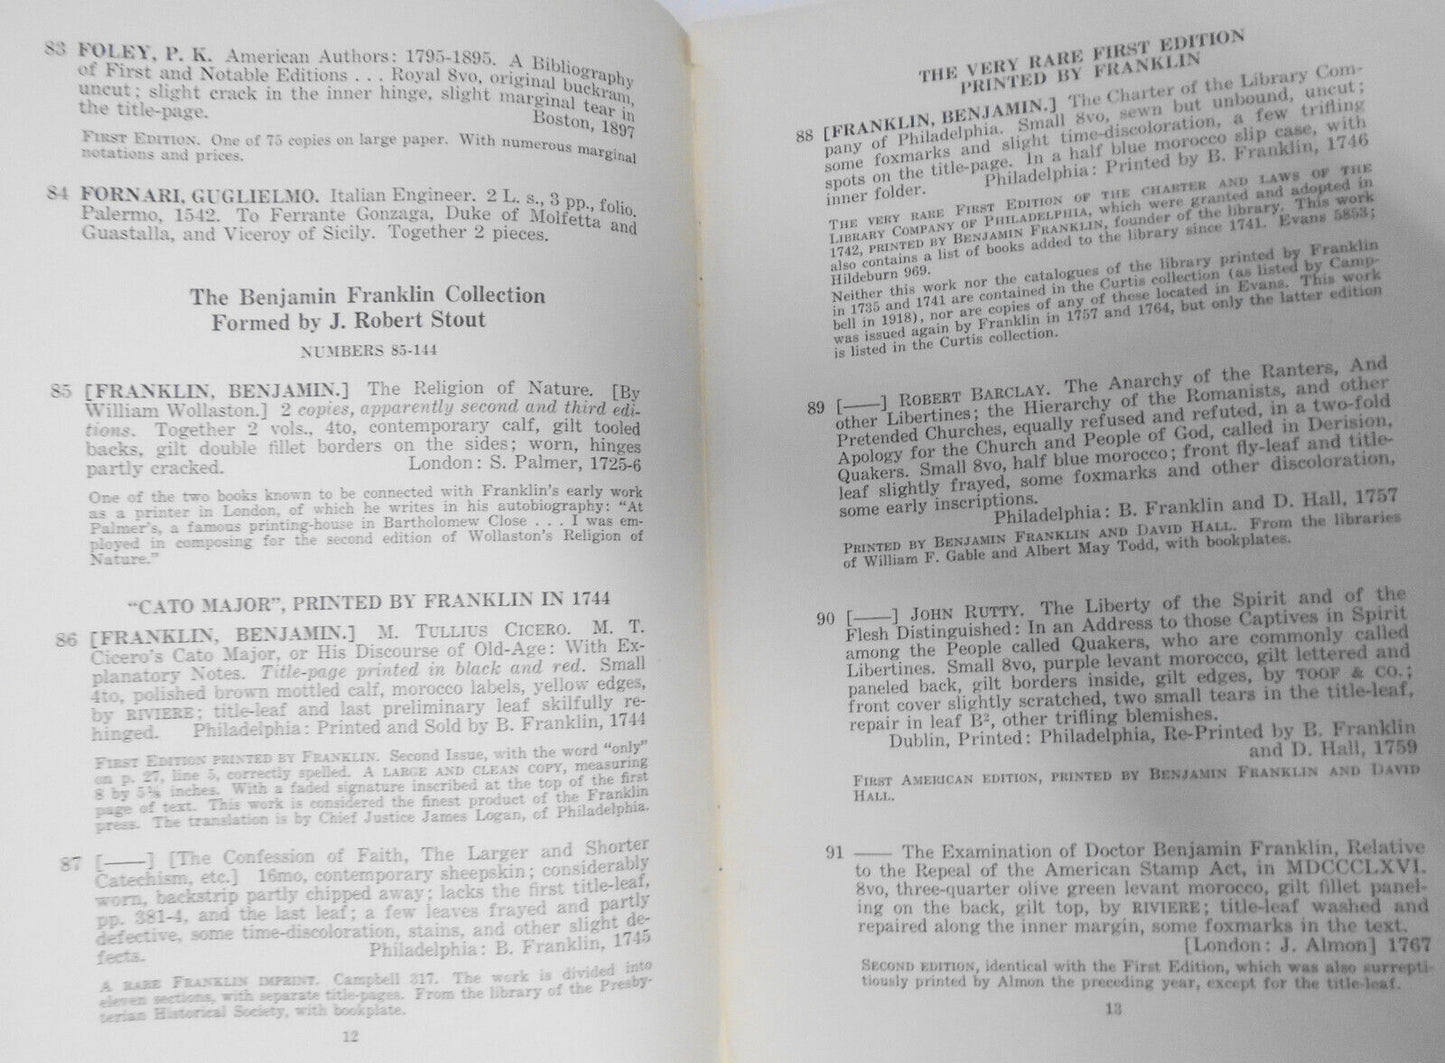 83 FOLEY, P. K. American Authors: 1795-1895. A Bibliography
of First and Notable Editions . . . Royal 8vo, original buckram,
uncut; slight crack in the inner hinge, slight marginal tear in
the title-page.
Boston, 1897
FIRST EDITION. One of 75 copies on large paper. With numerous marginal
notations and prices.
84 FORNARI, GUGLIELMO. Italian Engineer. 2 L. s., 3 pp., folio.
Palermo, 1542. To Ferrante Gonzaga, Duke of Molfetta and
Guastalla, and Viceroy of Sicily. Together 2 pieces.
The Benjamin Franklin Collection
Formed by J. Robert Stout
NUMBERS 85-144
85 [FRANKLIN, BENJAMIN.] The Religion of Nature. [By
William Wollaston.] 2 copies, apparently second and third edi-
tions. Together 2 vols., 4to, contemporary calf, gilt tooled
backs, gilt double fillet borders on the sides; worn, hinges
partly cracked. London: S. Palmer, 1725-6
One of the two books known to be connected with Franklin's early work
as a printer in London, of which he writes in his autobiography: "At
Palmer's, a famous printing-house in Bartholomew Close . . . I was em-
ployed in composing for the second edition of Wollaston's Religion of
Nature."
"CATO MAJOR", PRINTED BY FRANKLIN IN 1744
86 [FRANKLIN, BENJAMIN.] M. TULLIUS CICERO. M. T.
Cicero's Cato Major, or His Discourse of Old-Age: With Ex-
planatory Notes. Title-page printed in black and red. Small
4to, polished brown mottled calf, morocco labels, yellow edges,
by RIVIERE; title-leaf and last preliminary leaf skilfully re-
hinged. Philadelphia: Printed and Sold by B. Franklin, 1744
FIRST EDITION PRINTED BY FRANKLIN. Second Issue, with the word "only"
on p. 27, line 5, correctly spelled. A LARGE AND CLEAN COPY, measuring
8 by 5⅛ inches. With a faded signature inscribed at the top of the first
page of text. This work is considered the finest product of the Franklin
press. The translation is by Chief Justice James Logan, of Philadelphia.
87 [——] [The Confession of Faith, The Larger and Shorter
Catechism, etc.] 16mo, contemporary sheepskin; considerably
worn, backstrip partly chipped away; lacks the first title-leaf,
pp. 381-4, and the last leaf; a few leaves frayed and partly
defective, some time-discoloration, stains, and other slight de-
fects. Philadelphia: B. Franklin, 1745
A RARE FRANKLIN IMPRINT. Campbell 317. The work is divided into
eleven sections, with separate title-pages. From the library of the Presby-
terian Historical Society, with bookplate.
12
THE VERY RARE FIRST EDITION
PRINTED BY FRANKLIN
88 [FRANKLIN, BENJAMIN.] The Charter of the Library Com-
pany of Philadelphia. Small 8vo, sewn but unbound, uncut;
some foxmarks and slight time-discoloration, a few trifling
spots on the title-page. In a half blue morocco slip case, with
inner folder. Philadelphia: Printed by B. Franklin, 1746
THE VERY RARE FIRST EDITION OF THE CHARTER AND LAWS OF THE
LIBRARY COMPANY OF PHILADELPHIA, which were granted and adopted in
1742, PRINTED BY BENJAMIN FRANKLIN, founder of the library. This work
also contains a list of books added to the library since 1741. Evans 5853;
Hildeburn 969.
Neither this work nor the catalogues of the library printed by Franklin
in 1735 and 1741 are contained in the Curtis collection (as listed by Camp-
bell in 1918), nor are copies of any of these located in Evans. This work
was issued again by Franklin in 1757 and 1764, but only the latter edition
is listed in the Curtis collection.
89 [——] ROBERT BARCLAY. The Anarchy of the Ranters, And
other Libertines; the Hierarchy of the Romanists, and other
Pretended Churches, equally refused and refuted, in a two-fold
Apology for the Church and People of God, called in Derision,
Quakers. Small 8vo, half blue morocco; front fly-leaf and title-
leaf slightly frayed, some foxmarks and other discoloration,
some early inscriptions.
Philadelphia: B. Franklin and D. Hall, 1757
PRINTED BY BENJAMIN FRANKLIN AND DAVID HALL. From the libraries
of William F. Gable and Albert May Todd, with bookplates.
90 [——] JOHN RUTTY. The Liberty of the Spirit and of the
Flesh Distinguished: In an Address to those Captives in Spirit
among the People called Quakers, who are commonly called
Libertines. Small 8vo, purple levant morocco, gilt lettered and
paneled back, gilt borders inside, gilt edges, by TOOF & CO.;
front cover slightly scratched, two small tears in the title-leaf,
repair in leaf B², other trifling blemishes.
Dublin, Printed: Philadelphia, Re-Printed by B. Franklin
and D. Hall, 1759
FIRST AMERICAN EDITION, PRINTED BY BENJAMIN FRANKLIN AND DAVID
HALL.
91 —— The Examination of Doctor Benjamin Franklin, Relative
to the Repeal of the American Stamp Act, in MDCCCLXVI.
8vo, three-quarter olive green levant morocco, gilt fillet panel-
ing on the back, gilt top, by RIVIERE; title-leaf washed and
repaired along the inner margin, some foxmarks in the text.
[London: J. Almon] 1767
SECOND EDITION, identical with the First Edition, which was also surrepti-
tiously printed by Almon the preceding year, except for the title-leaf.
13